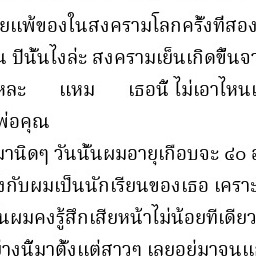 ยแพ้ของในสงครามโลกครั้งที่สอง
ปีนั้นไงล่ะ สงครามเย็นเกิดขึ้นจา
หละ แหม เธอนี่ ไม่เอาไหน
พ่อคุณ
มานิดๆ วันนั้นผมอายุเกือบจะ ๔๐ อ
งกับผมเป็นนักเรียนของเธอ เครา
นผมคงรู้สึกเสียหน้าไม่น้อยทีเดียว
ย่างนี้มาตั้งแต่สาวๆ เลยอยู่มาจนแ